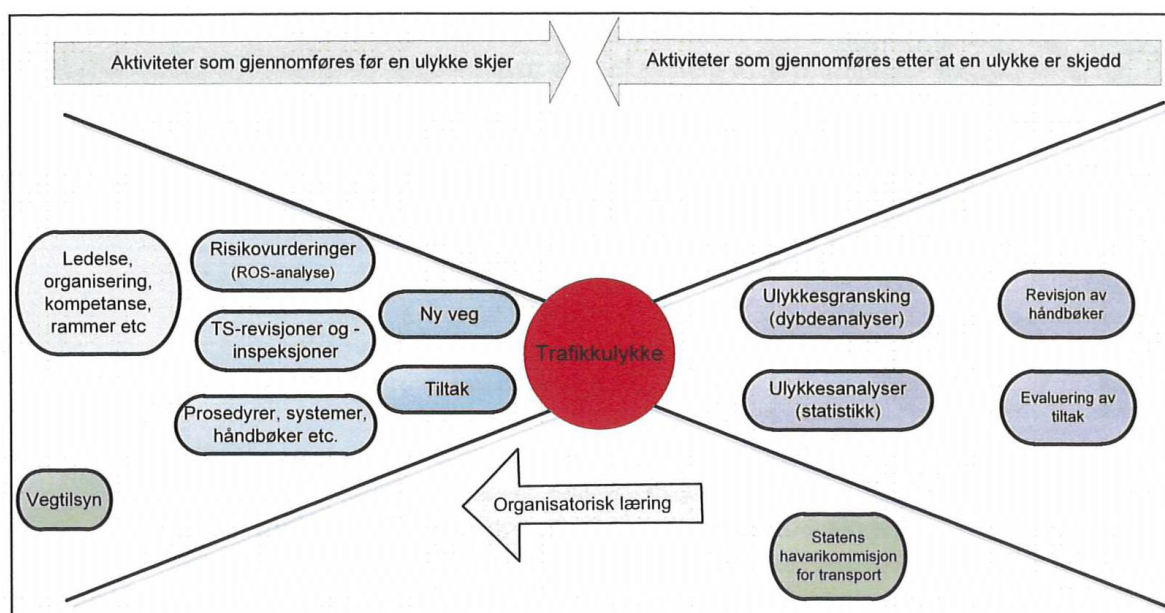 Aktiviteter som gjennomføres før en ulykke skjer
Aktiviteter som gjennomføres etter at en ulykke er skjedd
Ledelse,
organisering,
kompetanse,
rammer etc
Risikovurderinger
(ROS-analyse)
TS-revisjoner og -
inspeksjoner
Prosedyrer, systemer,
håndbøker etc.
Ny veg
Tiltak
Vegtilsyn
Trafikkulykke
Organisatorisk læring
Ulykkesgransking
(dybdeanalyser)
Ulykkesanalyser
(statistikk)
Revisjon av
håndbøker
Evaluering av
tiltak
Statens
havarikommisjon
for transport